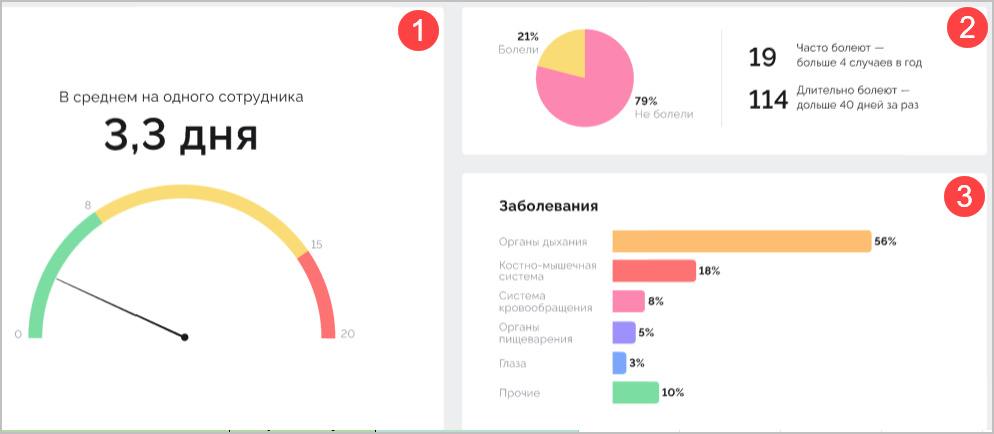 1
В среднем на одного сотрудника
3,3 дня
8
15
0
20
2
21%
Болели
79%
Не болели
19
Часто болеют —
больше 4 случаев в год
114
Длительно болеют —
дольше 40 дней за раз
3
Заболевания
Органы дыхания
56%
Костно-мышечная
система
18%
Система
кровообращения
8%
Органы
пищеварения
5%
Глаза
3%
Прочие
10%